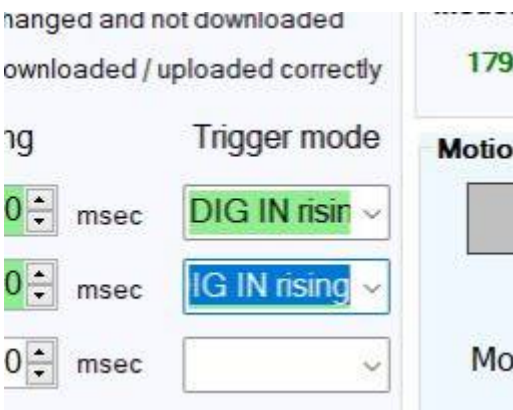 hanged and not downloaded
ownloaded / uploaded correctly
179
ng Trigger mode
Motio
0 msec DIG IN risin
0 msec IG IN rising
0 msec
Mo